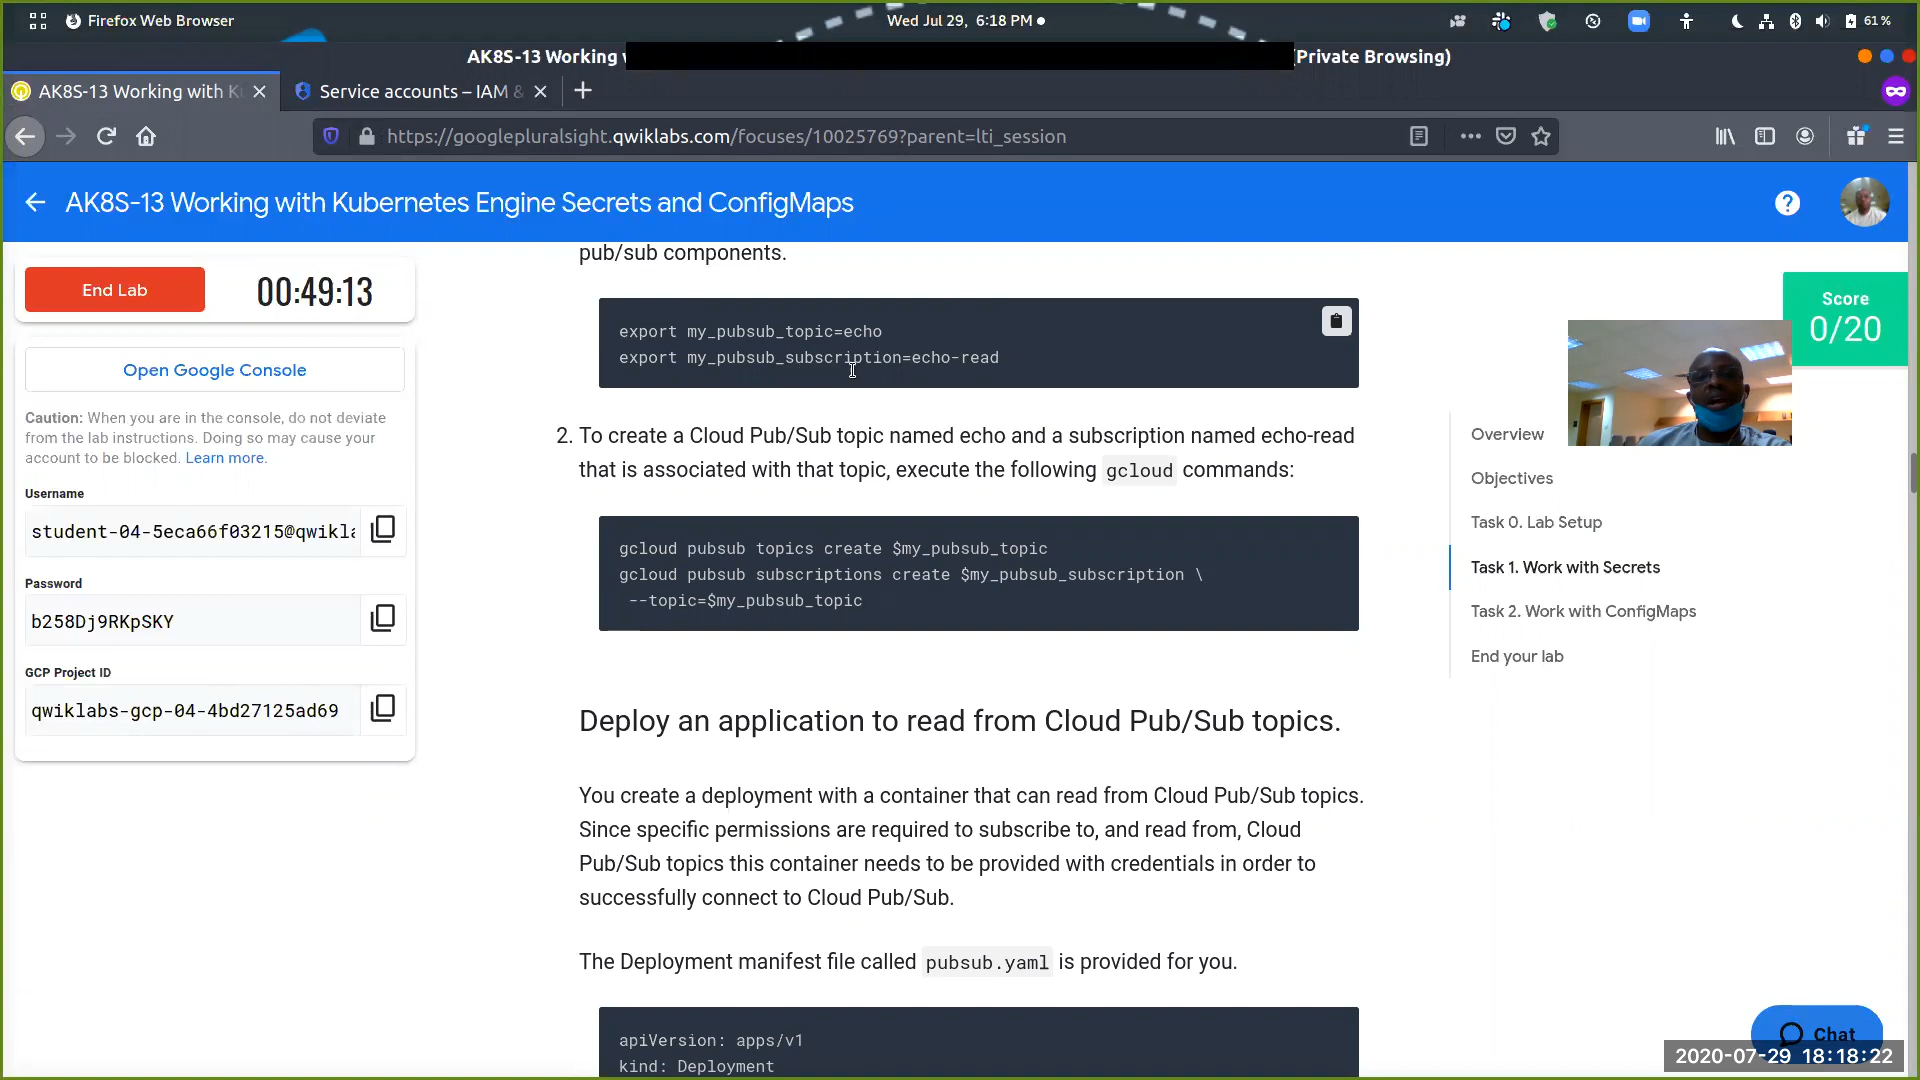 Firefox Web Browser
Wed Jul 29, 6:18 PM
61 %
AK8S-13 Working
(Private Browsing)
AK8S-13 Working with K
Service accounts – IAM &
https://googlepluralsight.qwiklabs.com/focuses/10025769?parent=lti_session
AK8S-13 Working with Kubernetes Engine Secrets and ConfigMaps
End Lab
00:49:13
Open Google Console
Caution: When you are in the console, do not deviate
from the lab instructions. Doing so may cause your
account to be blocked. Learn more.
Username
student-04-5eca66f03215@qwikla
Password
b258Dj9RKpSKY
GCP Project ID
qwiklabs-gcp-04-4bd27125ad69
pub/sub components.
export my_pubsub_topic=echo
export my_pubsub_subscription=echo-read
2. To create a Cloud Pub/Sub topic named echo and a subscription named echo-read
that is associated with that topic, execute the following gcloud commands:
gcloud pubsub topics create $my_pubsub_topic
gcloud pubsub subscriptions create $my_pubsub_subscription \
--topic=$my_pubsub_topic
Deploy an application to read from Cloud Pub/Sub topics.
You create a deployment with a container that can read from Cloud Pub/Sub topics.
Since specific permissions are required to subscribe to, and read from, Cloud
Pub/Sub topics this container needs to be provided with credentials in order to
successfully connect to Cloud Pub/Sub.
The Deployment manifest file called pubsub.yaml is provided for you.
apiVersion: apps/v1
kind: Deployment
Score
0/20
Overview
Objectives
Task 0. Lab Setup
Task 1. Work with Secrets
Task 2. Work with ConfigMaps
End your lab
Chat
2020-07-29 18:18:22